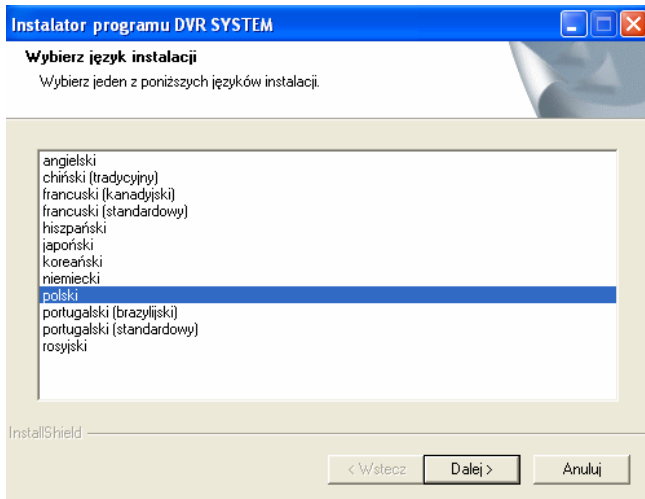 Instalator programu DVR SYSTEM
Wybierz język instalacji
Wybierz jeden z poniższych języków instalacji.
angielski
chiński (tradycyjny)
francuski (kanadyjski)
francuski (standardowy)
hiszpański
japoński
koreański
niemiecki
polski
portugalski (brazylijski)
portugalski (standardowy)
rosyjski
InstallShield
< Wstecz Dalej > Anuluj